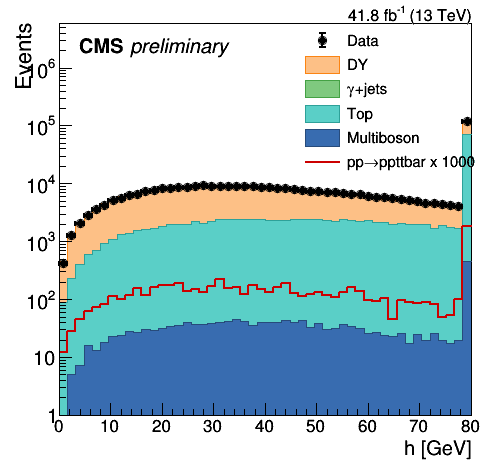 41.8 fb⁻¹ (13 TeV)
CMS preliminary
Events
Data
DY
γ+jets
Top
Multiboson
pp→ppttbar x 1000
10⁶
10⁵
10⁴
10³
10²
10
1
0 10 20 30 40 50 60 70 80
h [GeV]